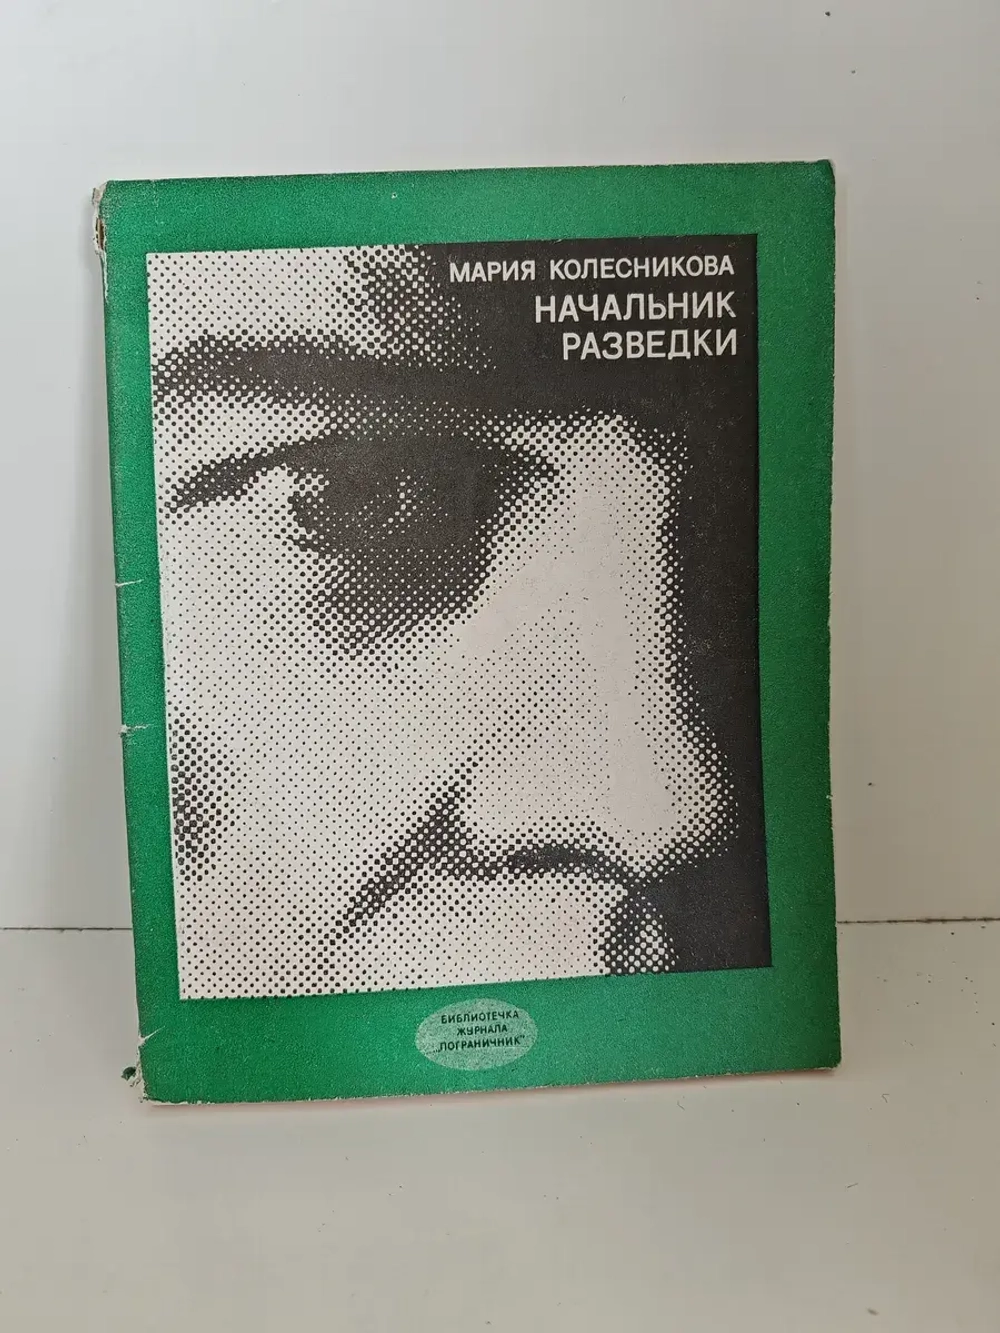 МАРИЯ КОЛЕСНИКОВА
НАЧАЛЬНИК
РАЗВЕДКИ
БИБЛИОТЕЧКА
ЖУРНАЛА
„ПОГРАНИЧНИК"